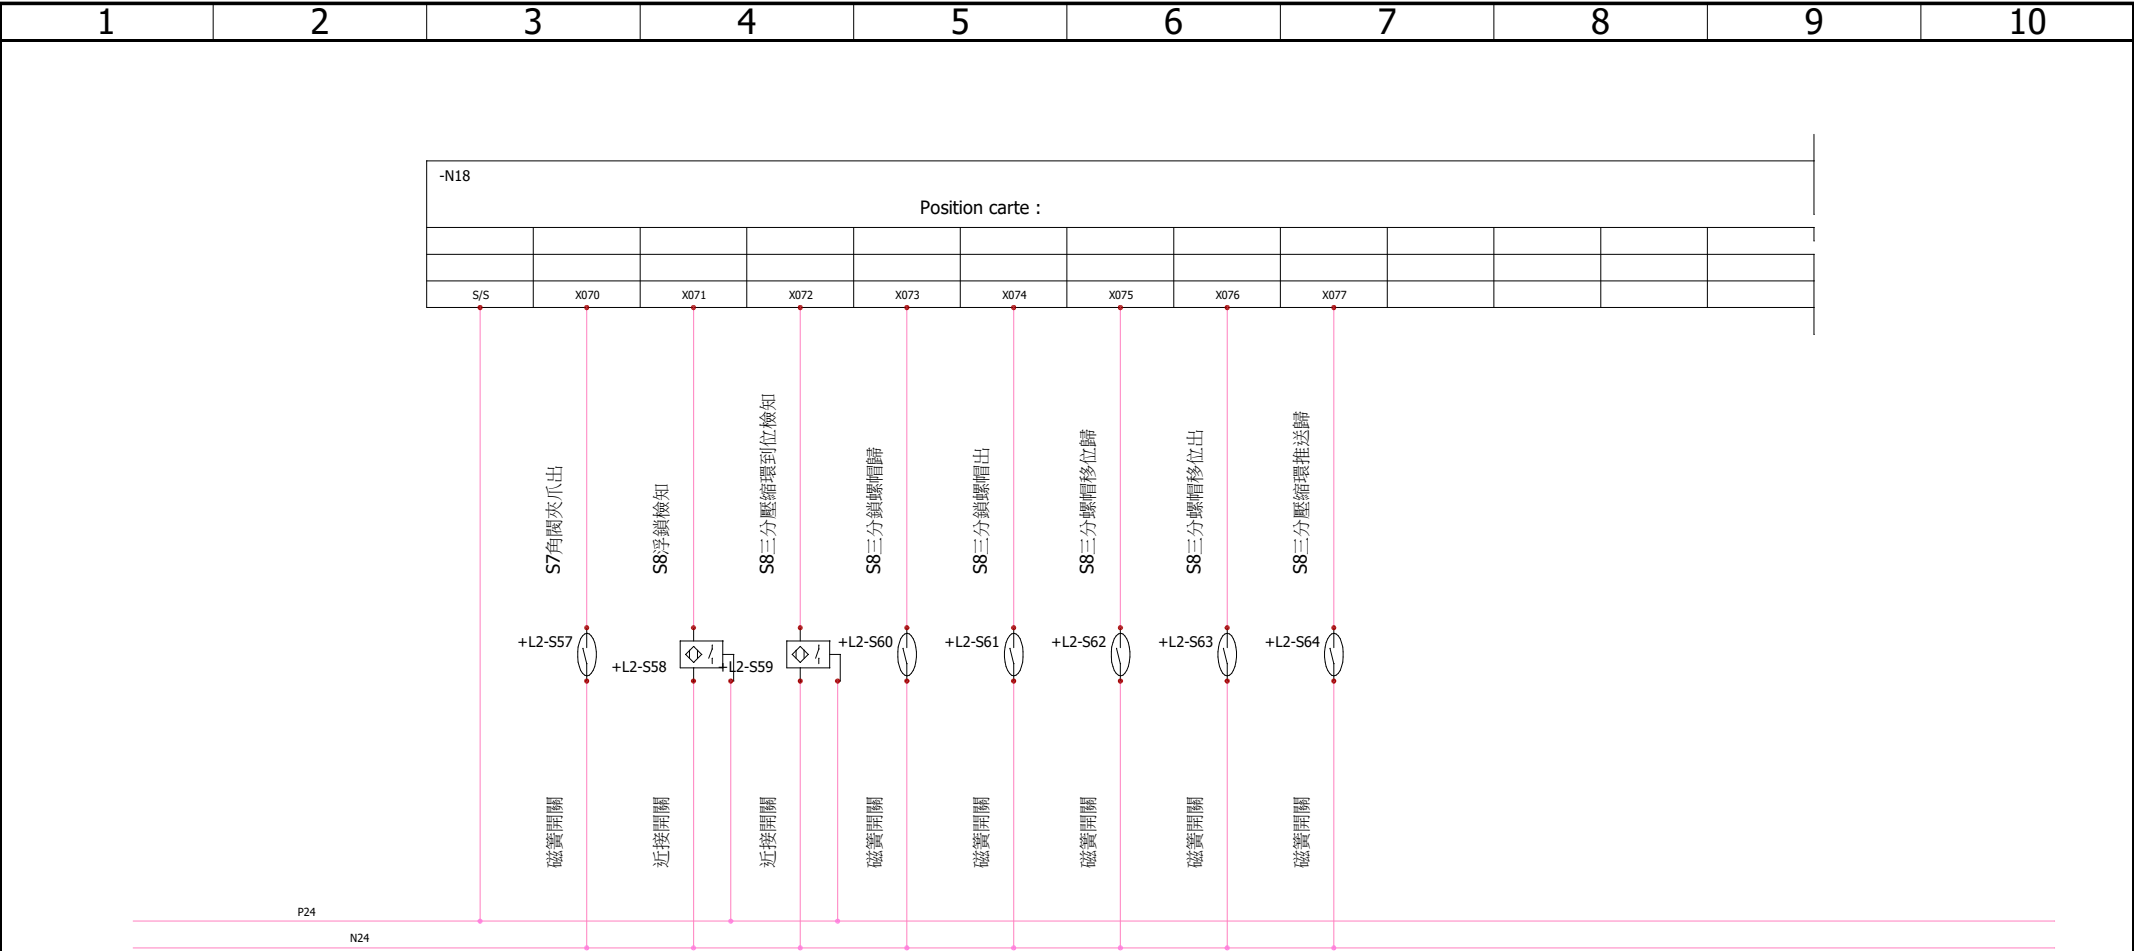 1 2 3 4 5 6 7 8 9 10
-N18
Position carte :
S/S X070 X071 X072 X073 X074 X075 X076 X077
S7角閥夾爪出
S8浮鎖檢知
S8三分壓縮環到位檢知
S8三分鎖螺帽歸
S8三分鎖螺帽出
S8三分螺帽移位歸
S8三分螺帽移位出
S8三分壓縮環推送歸
+L2-S57
+L2-S58
+L2-S59
+L2-S60
+L2-S61
+L2-S62
+L2-S63
+L2-S64
磁簧開關
近接開關
近接開關
磁簧開關
磁簧開關
磁簧開關
磁簧開關
磁簧開關
P24
N24